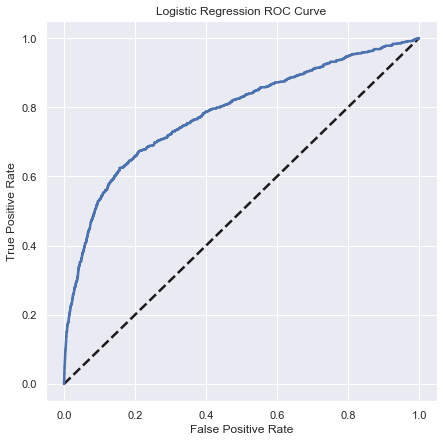 Logistic Regression ROC Curve
True Positive Rate
1.0
0.8
0.6
0.4
0.2
0.0
0.0 0.2 0.4 0.6 0.8 1.0
False Positive Rate